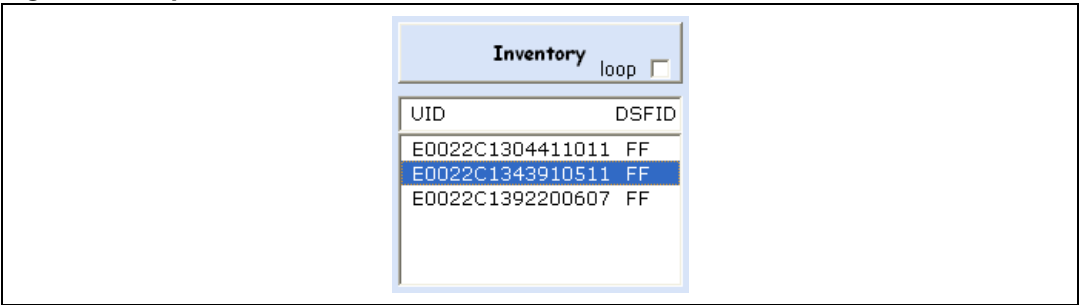 Inventory
loop
UID DSFID
E0022C1304411011 FF
E0022C1343910511 FF
E0022C1392200607 FF